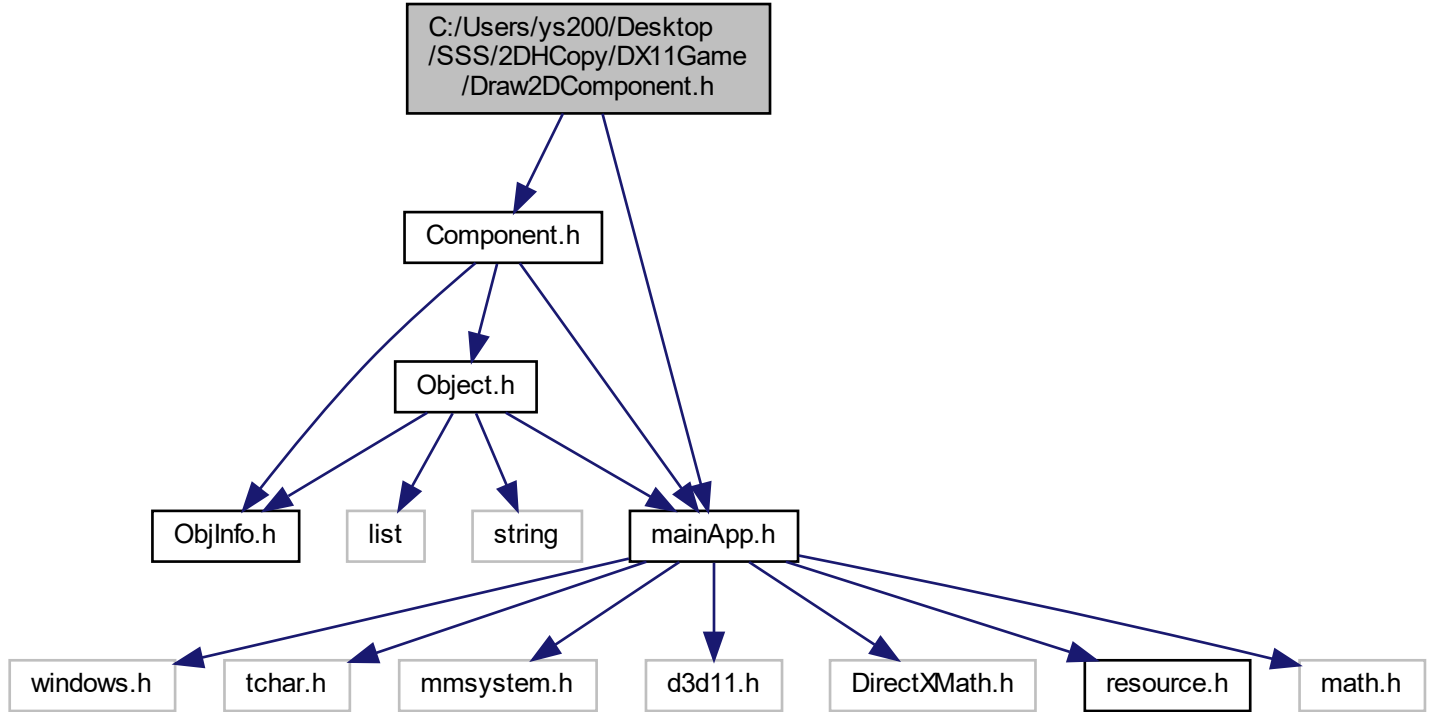 C:/Users/ys200/Desktop
/SSS/2DHCopy/DX11Game
/Draw2DComponent.h
Component.h
Object.h
ObjInfo.h
list
string
mainApp.h
windows.h
tchar.h
mmsystem.h
d3d11.h
DirectXMath.h
resource.h
math.h